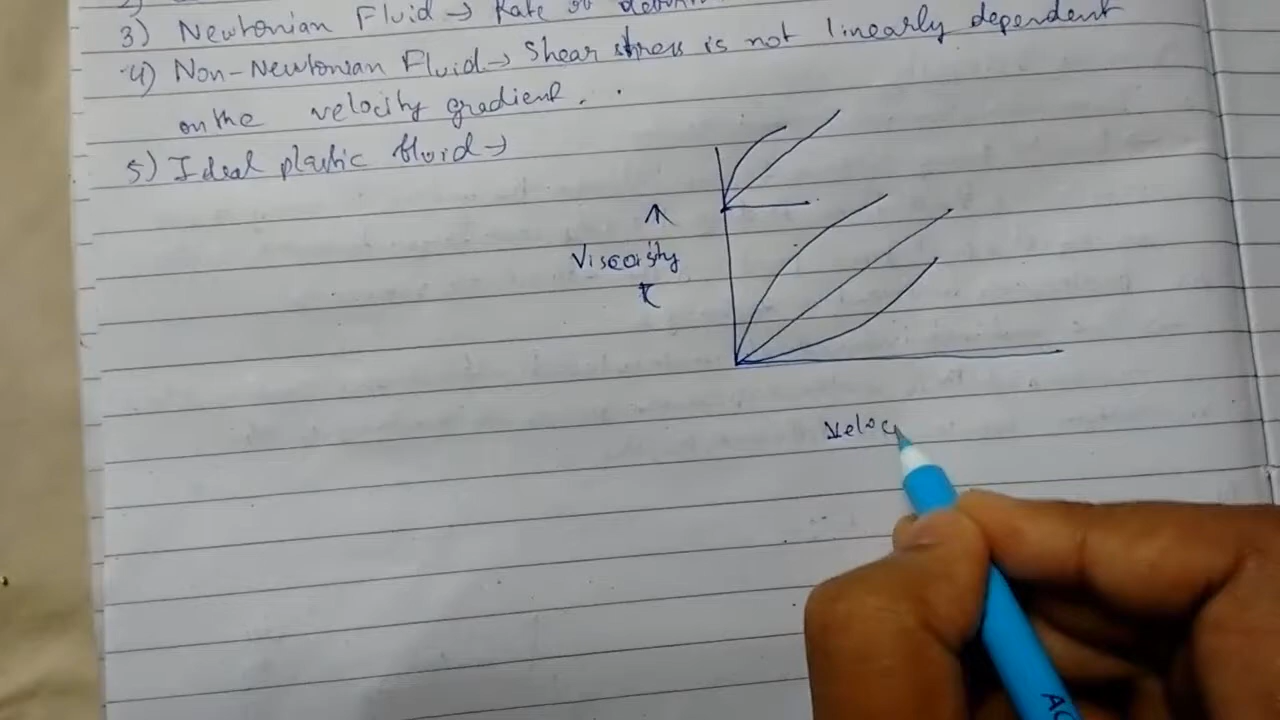 3) Newtonian Fluid → Rate of
4) Non-Newtonian Fluid → Shear stress is not linearly dependent
on the velocity gradient.
5) Ideal plastic fluid →
↑
Viscosity
↖
Veloc
AC